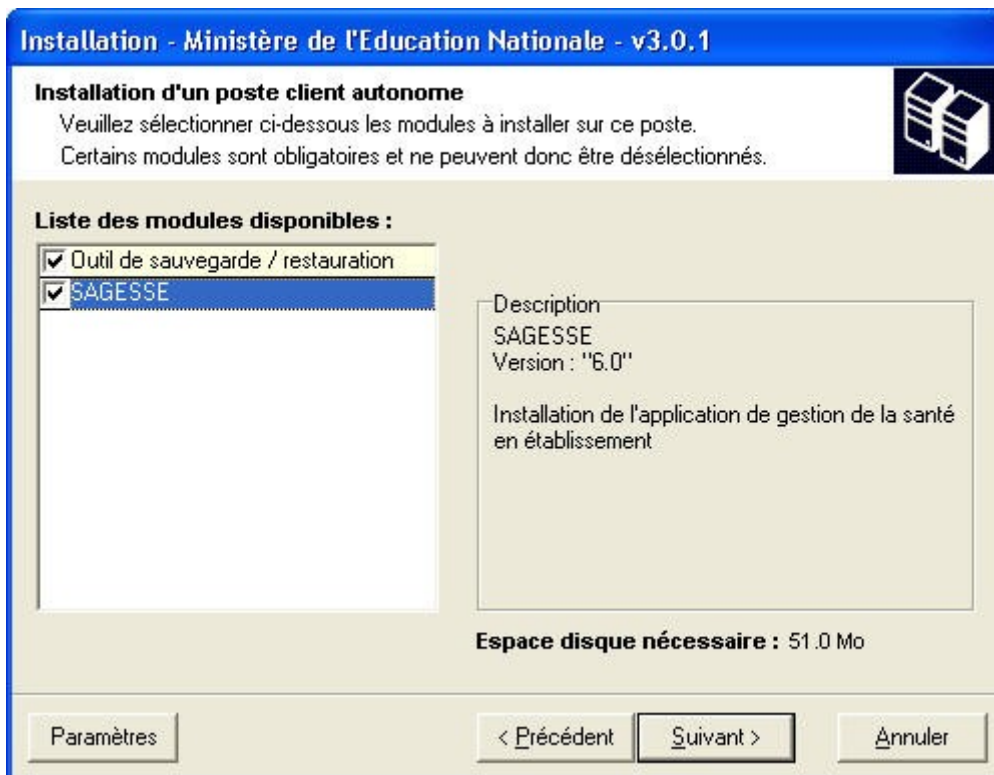 Installation - Ministère de l'Education Nationale - v3.0.1
Installation d'un poste client autonome
Veuillez sélectionner ci-dessous les modules à installer sur ce poste.
Certains modules sont obligatoires et ne peuvent donc être désélectionnés.
Liste des modules disponibles :
Outil de sauvegarde / restauration
SAGESSE
Description
SAGESSE
Version : "6.0"
Installation de l'application de gestion de la santé
en établissement
Espace disque nécessaire : 51.0 Mo
Paramètres
< Précédent
Suivant >
Annuler